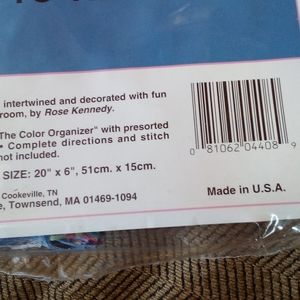 intertwined and decorated with fun
room, by Rose Kennedy.
The Color Organizer" with presorted
• Complete directions and stitch
not included.
SIZE: 20" x 6", 51cm. x 15cm.
Cookeville, TN
e, Townsend, MA 01469-1094
0 81062 04408 9
Made in U.S.A.